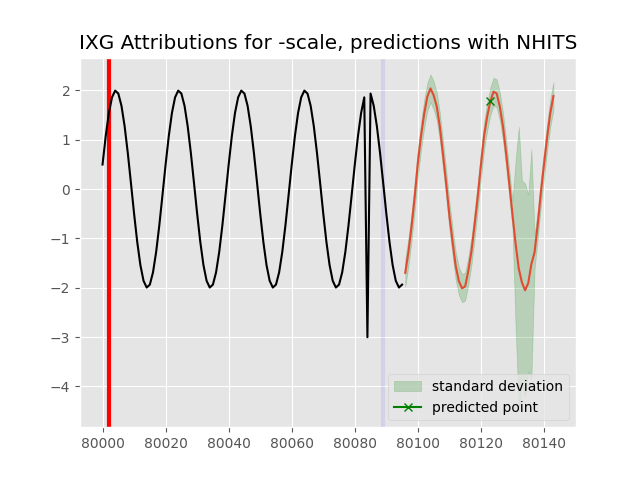 IXG Attributions for -scale, predictions with NHITS
2
1
0
−1
−2
−3
−4
standard deviation
predicted point
80000 80020 80040 80060 80080 80100 80120 80140